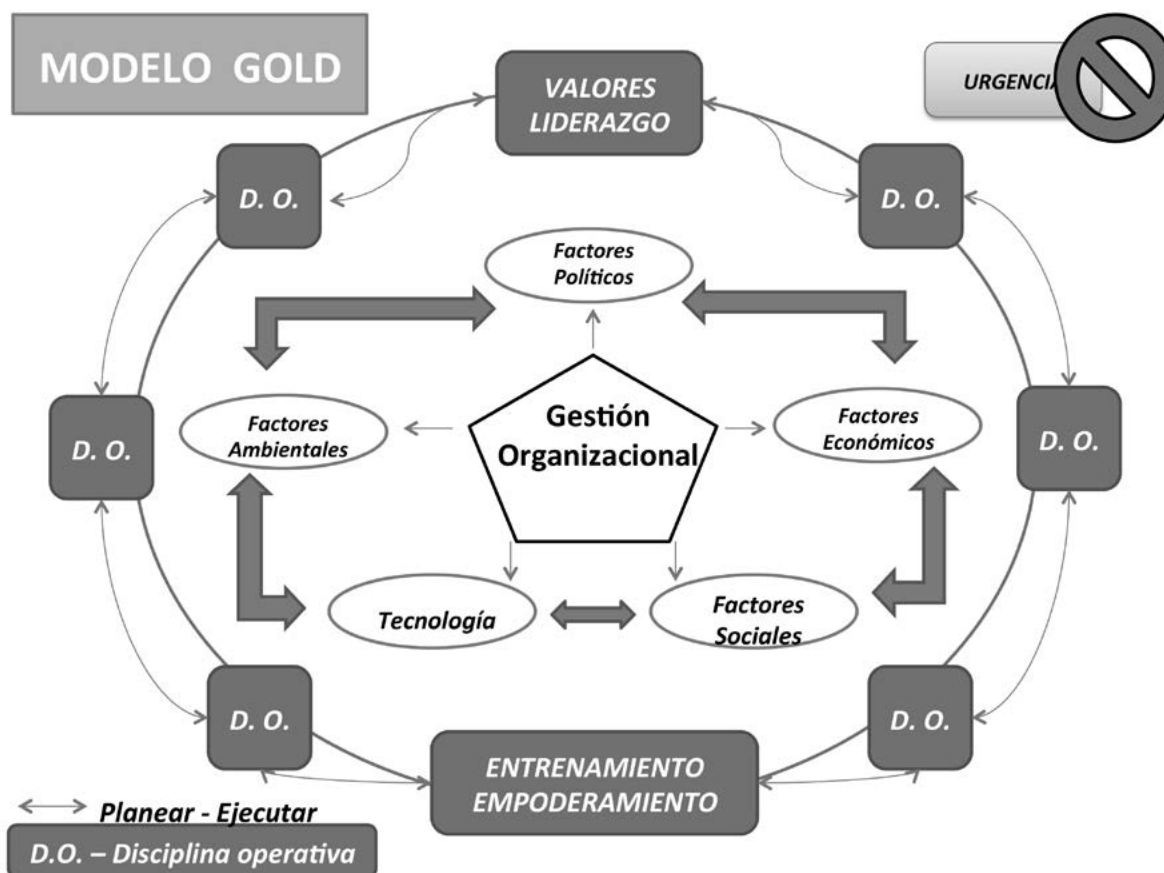 MODELO GOLD
VALORES
LIDERAZGO
URGENCIA
D. O.
D. O.
Factores
Políticos
Factores
Ambientales
Gestión
Organizacional
Factores
Económicos
D. O.
D. O.
Tecnología
Factores
Sociales
D. O.
D. O.
ENTRENAMIENTO
EMPODERAMIENTO
Planear - Ejecutar
D.O. – Disciplina operativa